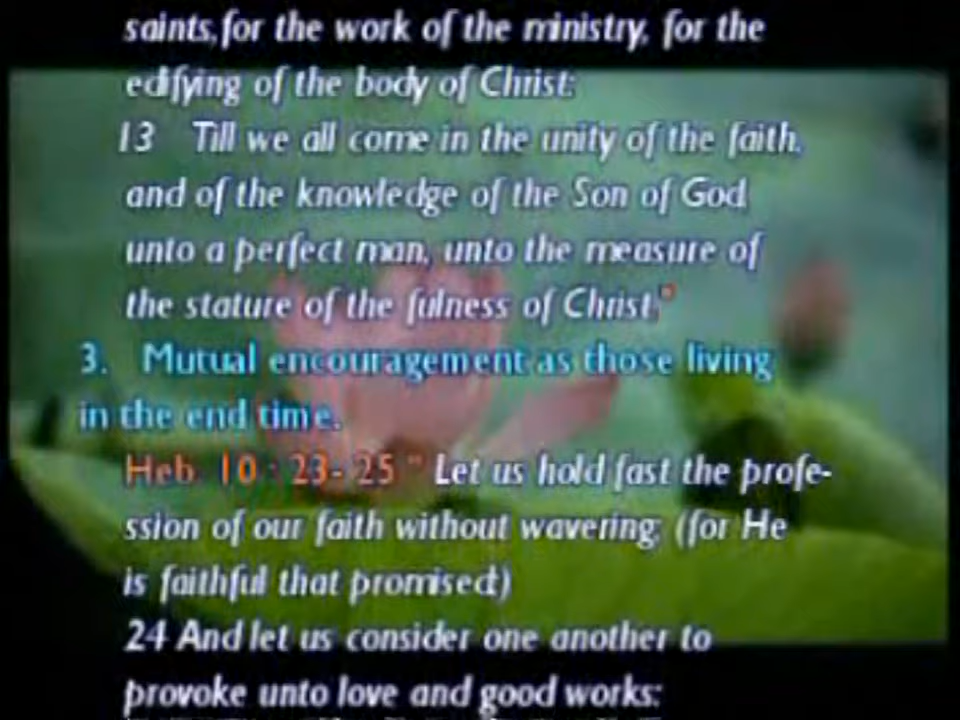 saints, for the work of the ministry, for the
edifying of the body of Christ:
13 Till we all come in the unity of the faith,
and of the knowledge of the Son of God
unto a perfect man, unto the measure of
the stature of the fulness of Christ."
3. Mutual encouragement as those living
in the end time.
Heb. 10 : 23- 25 " Let us hold fast the profe-
ssion of our faith without wavering; (for He
is faithful that promised;)
24 And let us consider one another to
provoke unto love and good works: